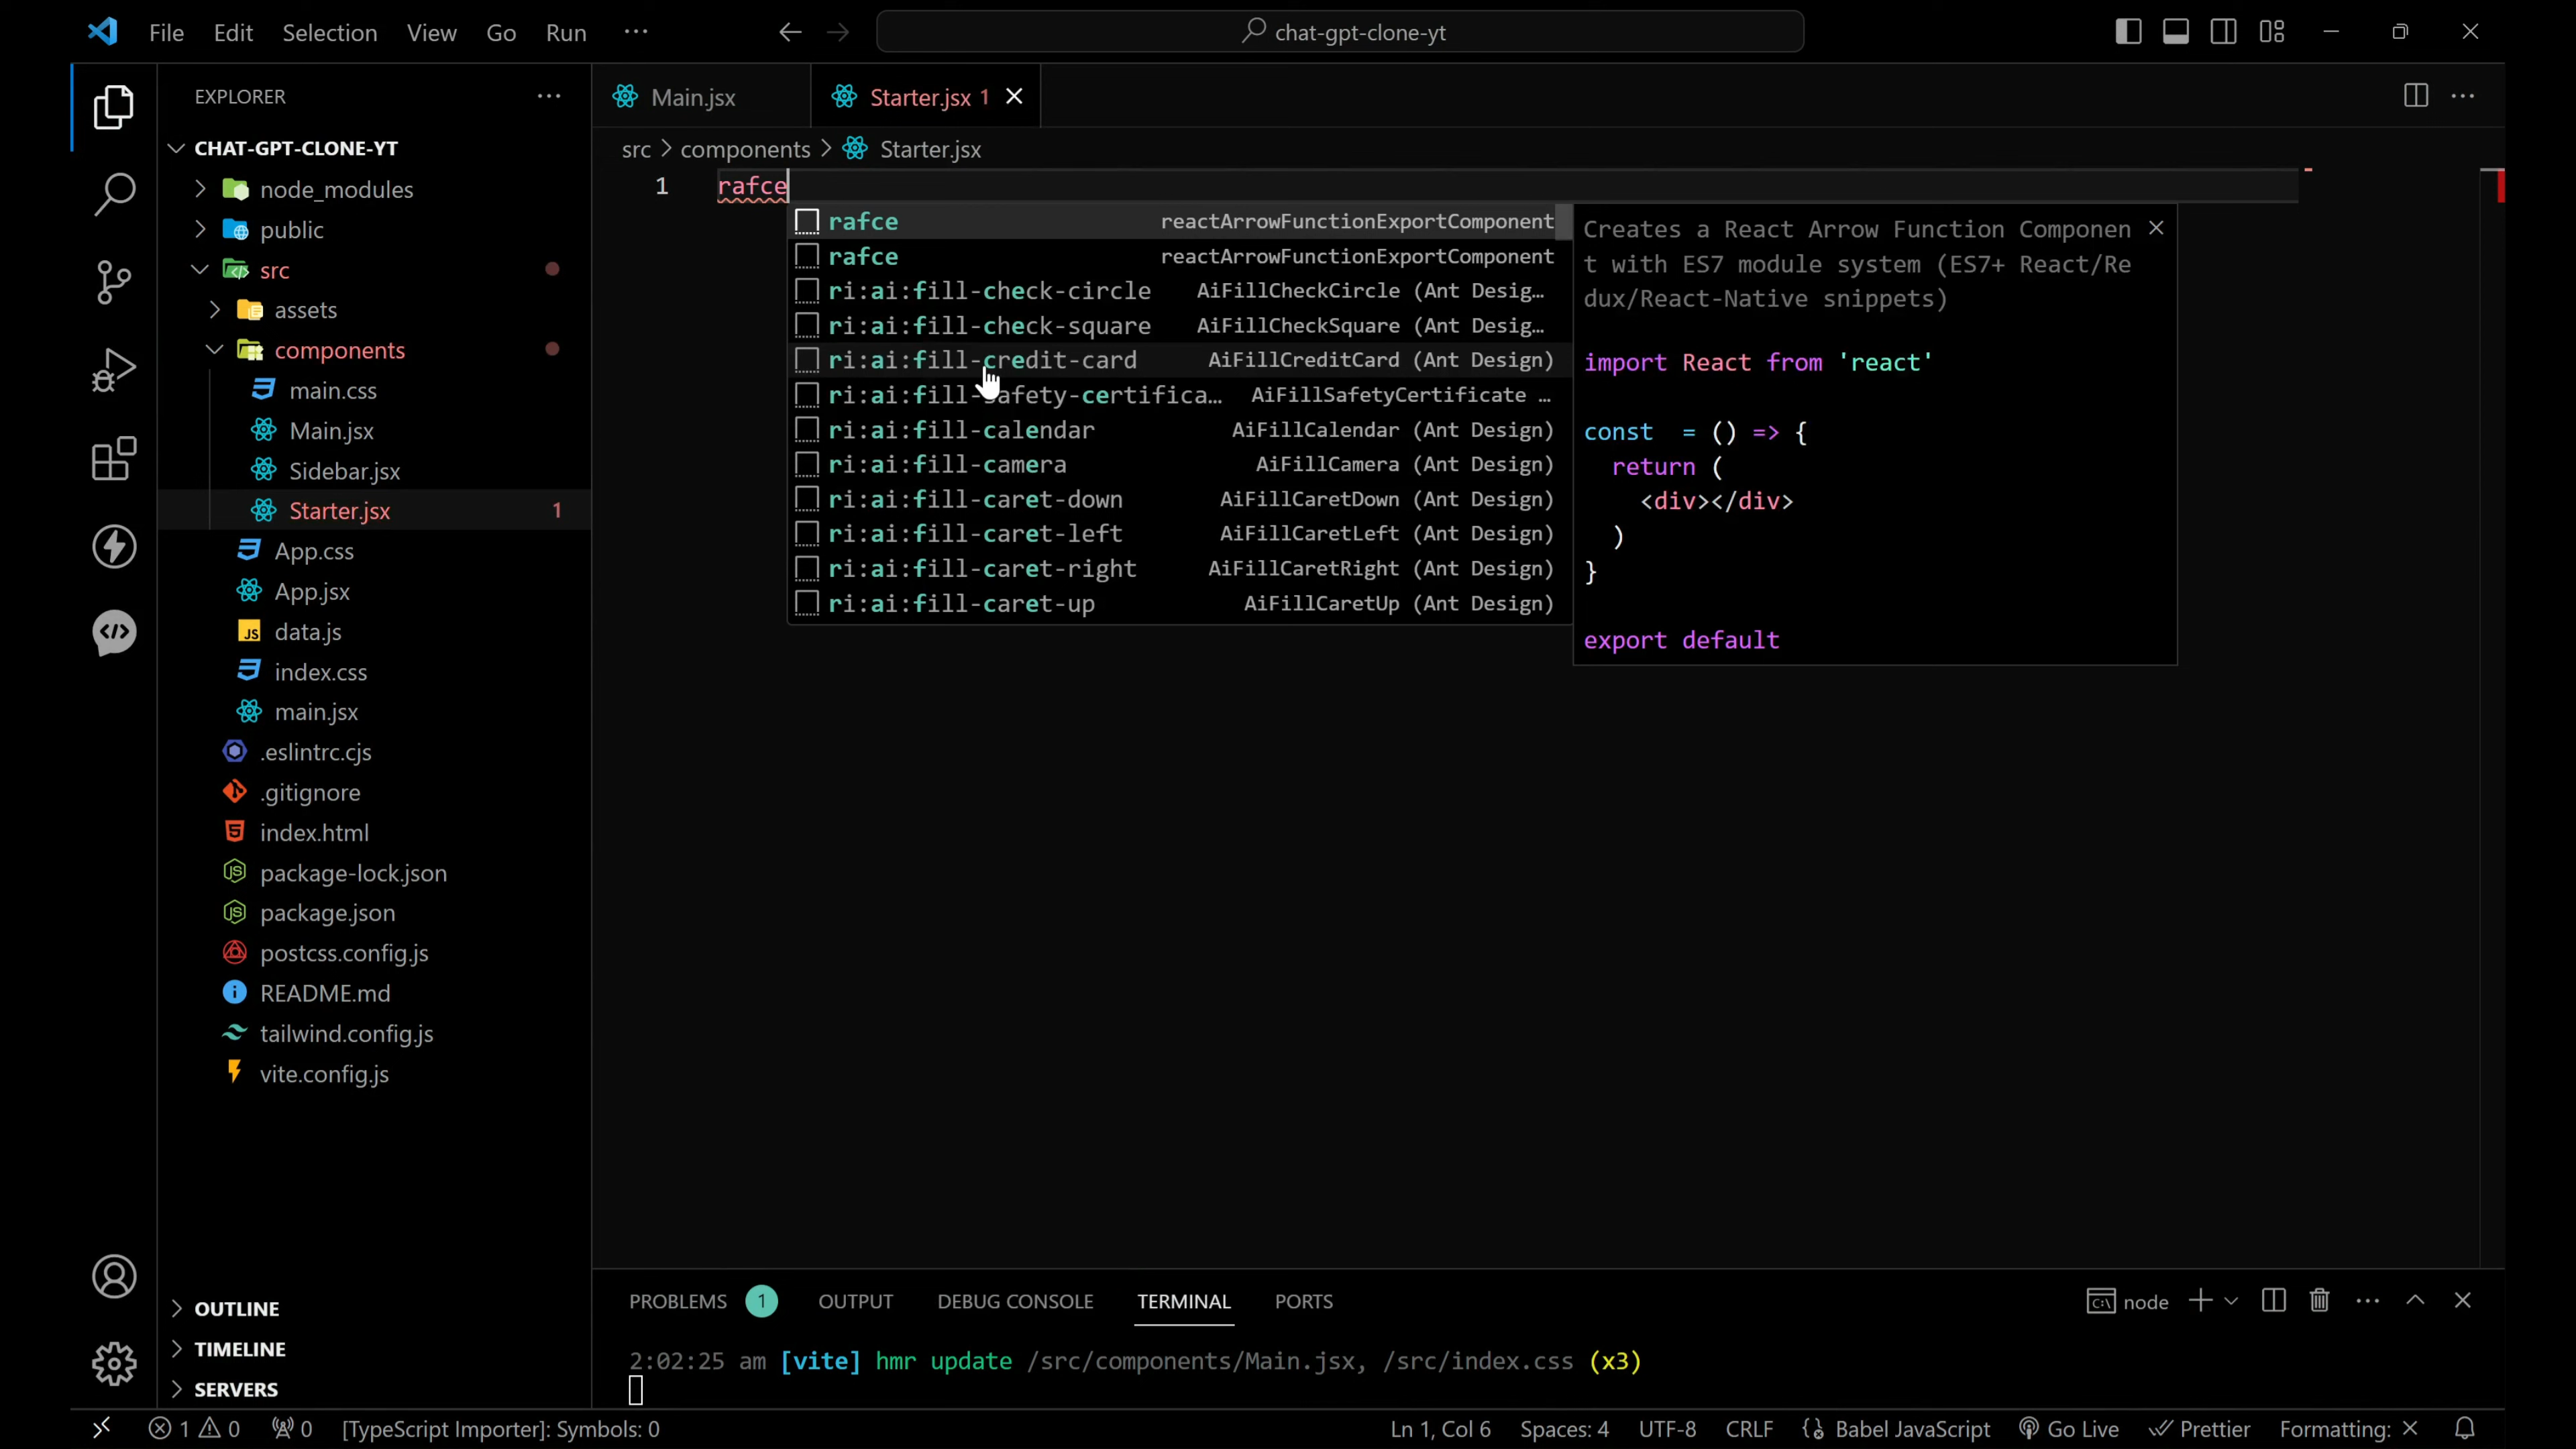 File Edit Selection View Go Run ···
chat-gpt-clone-yt
EXPLORER
CHAT-GPT-CLONE-YT
node_modules
public
src
assets
components
main.css
Main.jsx
Sidebar.jsx
Starter.jsx 1
App.css
App.jsx
data.js
index.css
main.jsx
.eslintrc.cjs
.gitignore
index.html
package-lock.json
package.json
postcss.config.js
README.md
tailwind.config.js
vite.config.js
OUTLINE
TIMELINE
SERVERS
Main.jsx
Starter.jsx 1
src > components > Starter.jsx
1 rafce
rafce reactArrowFunctionExportComponent
rafce reactArrowFunctionExportComponent
ri:ai:fill-check-circle AiFillCheckCircle (Ant Desig…
ri:ai:fill-check-square AiFillCheckSquare (Ant Desig…
ri:ai:fill-credit-card AiFillCreditCard (Ant Design)
ri:ai:fill-safety-certifica… AiFillSafetyCertificate …
ri:ai:fill-calendar AiFillCalendar (Ant Design)
ri:ai:fill-camera AiFillCamera (Ant Design)
ri:ai:fill-caret-down AiFillCaretDown (Ant Design)
ri:ai:fill-caret-left AiFillCaretLeft (Ant Design)
ri:ai:fill-caret-right AiFillCaretRight (Ant Design)
ri:ai:fill-caret-up AiFillCaretUp (Ant Design)
Creates a React Arrow Function Componen
t with ES7 module system (ES7+ React/Re
dux/React-Native snippets)
import React from 'react'
const  = () => {
return (
<div></div>
)
}
export default
PROBLEMS 1 OUTPUT DEBUG CONSOLE TERMINAL PORTS
node
2:02:25 am [vite] hmr update /src/components/Main.jsx, /src/index.css (x3)
1 0 0 [TypeScript Importer]: Symbols: 0
Ln 1, Col 6 Spaces: 4 UTF-8 CRLF Babel JavaScript Go Live Prettier Formatting: ×